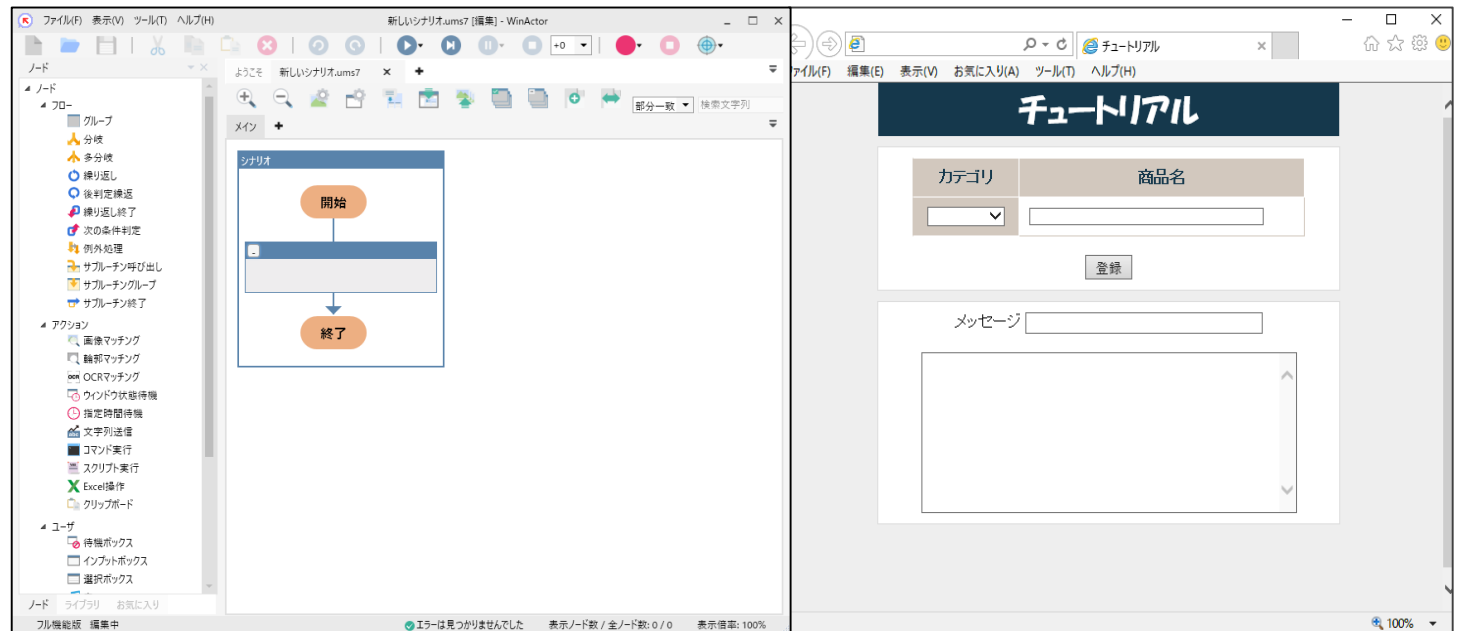 ファイル(F) 表示(V) ツール(T) ヘルプ(H) 新しいシナリオ.ums7 [編集] - WinActor
+0
ノード
ノード
フロー
グループ
分岐
多分岐
繰り返し
後判定繰返
繰り返し終了
次の条件判定
例外処理
サブルーチン呼び出し
サブルーチングループ
サブルーチン終了
アクション
画像マッチング
輪郭マッチング
OCR OCRマッチング
ウィンドウ状態待機
指定時間待機
文字列送信
コマンド実行
スクリプト実行
Excel操作
クリップボード
ユーザ
待機ボックス
インプットボックス
選択ボックス
ノード ライブラリ お気に入り
フル機能版 編集中
ようこそ 新しいシナリオ.ums7
部分一致 検索文字列
メイン
シナリオ
開始
終了
エラーは見つかりませんでした 表示ノード数 / 全ノード数: 0 / 0 表示倍率: 100%
チュートリアル
ァイル(F) 編集(E) 表示(V) お気に入り(A) ツール(T) ヘルプ(H)
チュートリアル
カテゴリ 商品名
登録
メッセージ
100%